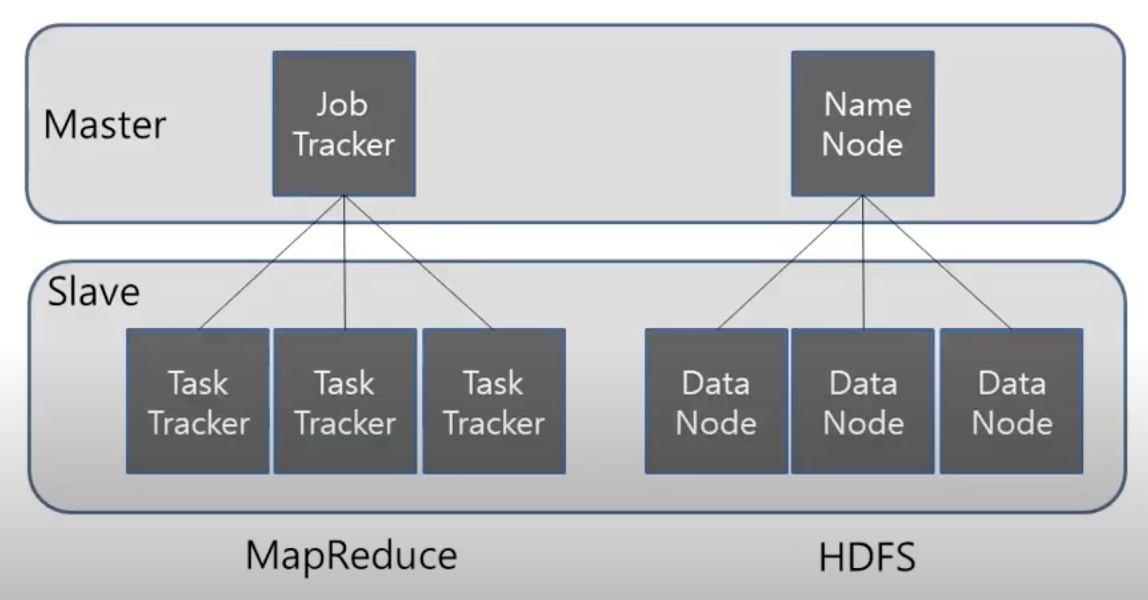 Master
Job
Tracker
Name
Node
Slave
Task
Tracker
Task
Tracker
Task
Tracker
Data
Node
Data
Node
Data
Node
MapReduce
HDFS